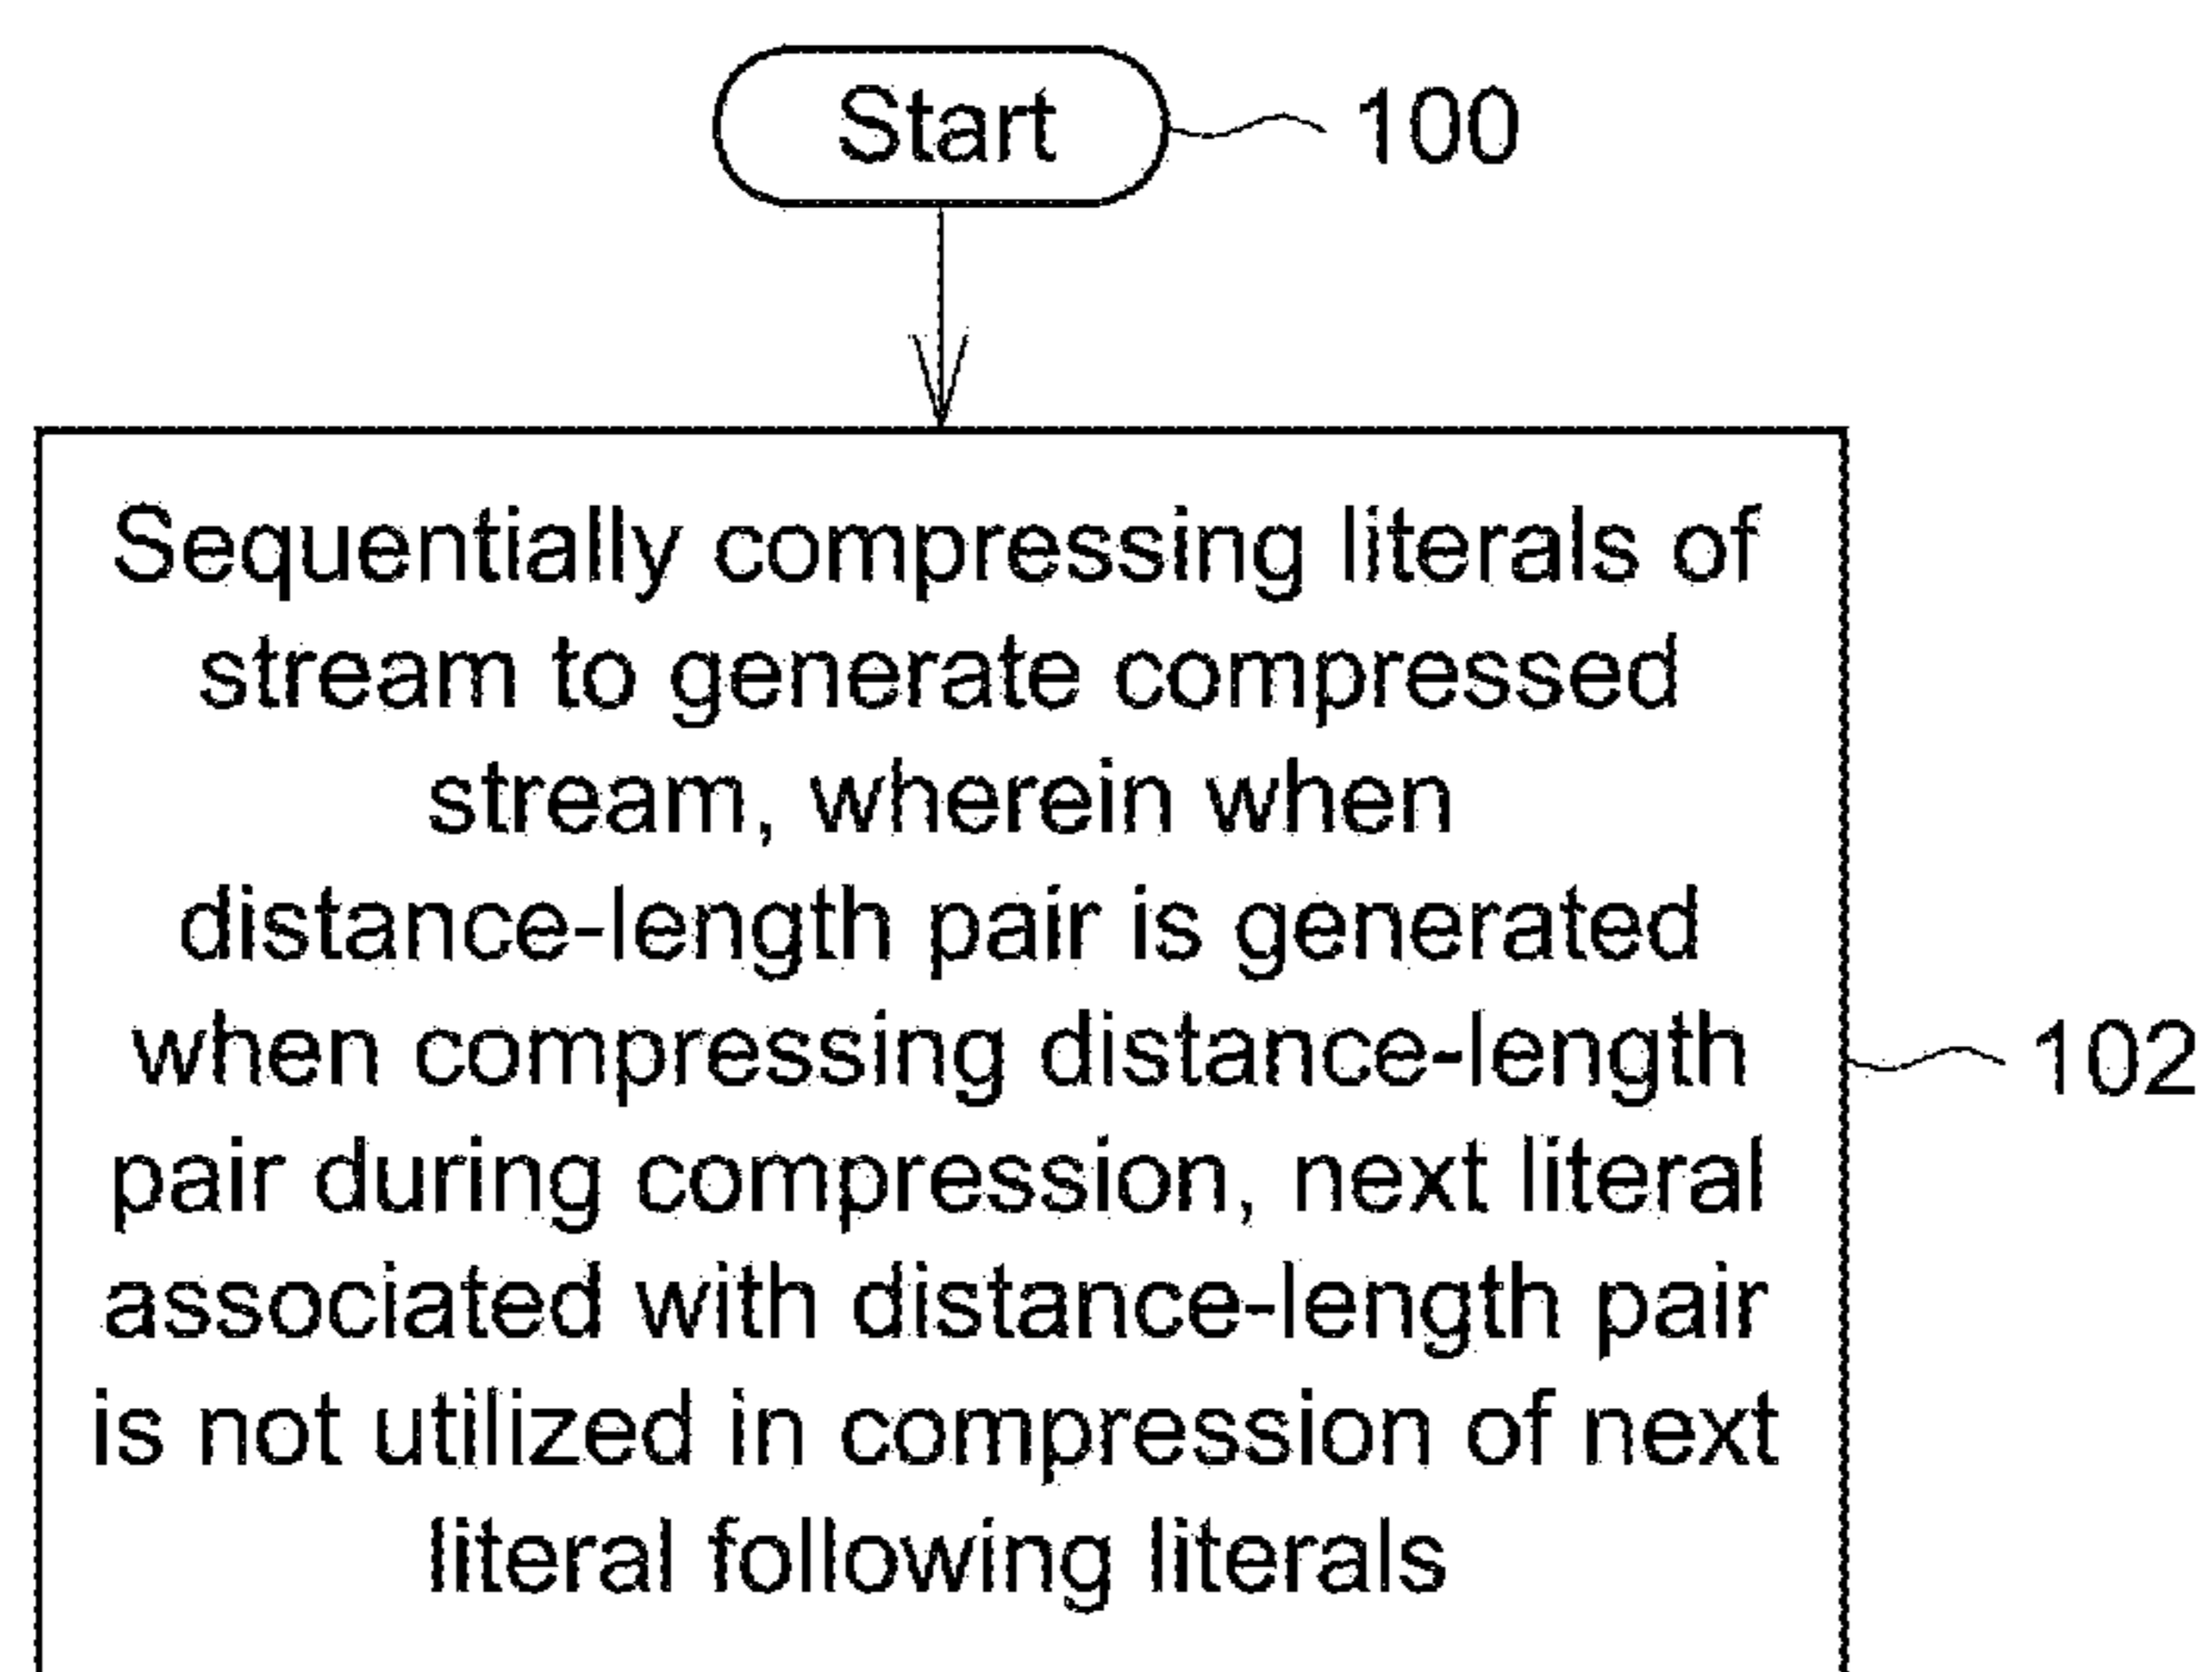 Start
100
Sequentially compressing literals of
stream to generate compressed
stream, wherein when
distance-length pair is generated
when compressing distance-length
pair during compression, next literal
associated with distance-length pair
is not utilized in compression of next
literal following literals
102